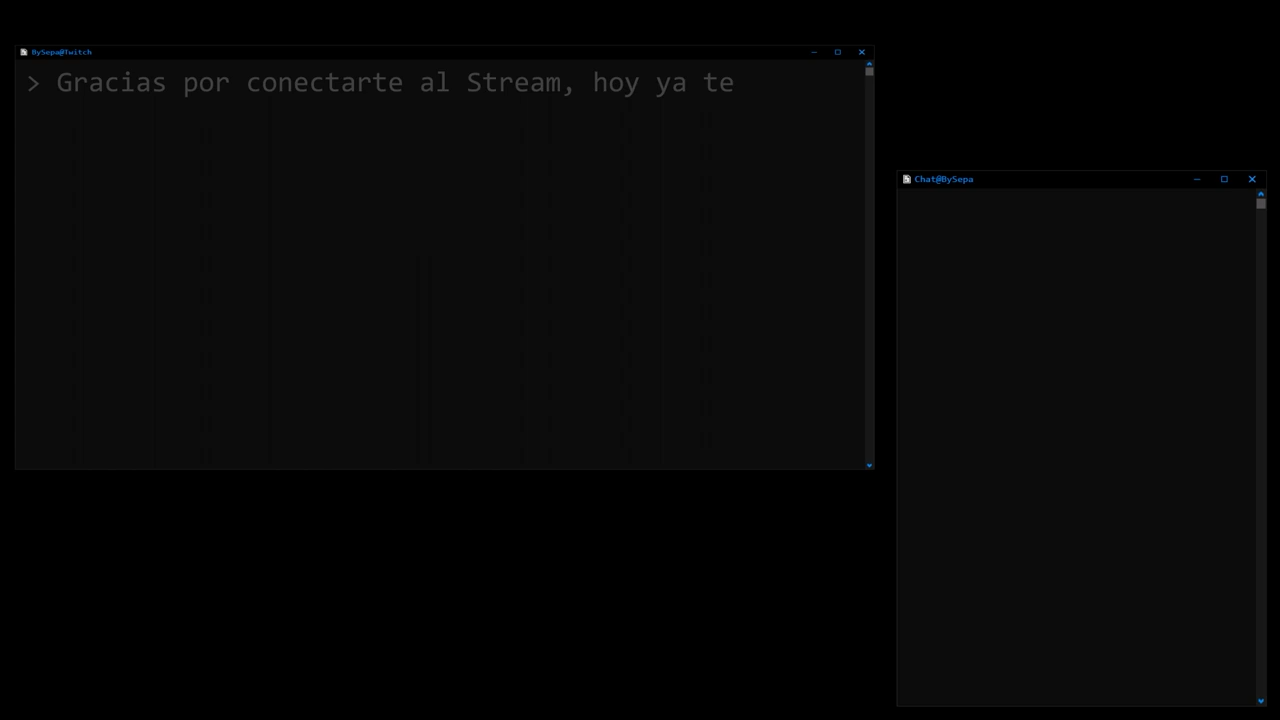 BySepa@Twitch
> Gracias por conectarte al Stream, hoy ya te
Chat@BySepa